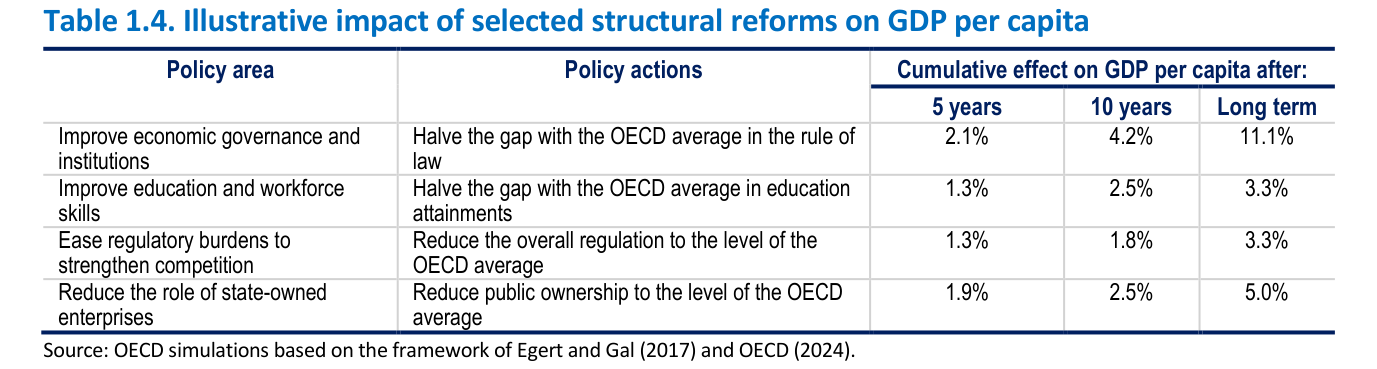 Table 1.4. Illustrative impact of selected structural reforms on GDP per capita
Policy area Policy actions Cumulative effect on GDP per capita after:
5 years 10 years Long term
Improve economic governance and institutions Halve the gap with the OECD average in the rule of law 2.1% 4.2% 11.1%
Improve education and workforce skills Halve the gap with the OECD average in education attainments 1.3% 2.5% 3.3%
Ease regulatory burdens to strengthen competition Reduce the overall regulation to the level of the OECD average 1.3% 1.8% 3.3%
Reduce the role of state-owned enterprises Reduce public ownership to the level of the OECD average 1.9% 2.5% 5.0%
Source: OECD simulations based on the framework of Egert and Gal (2017) and OECD (2024).